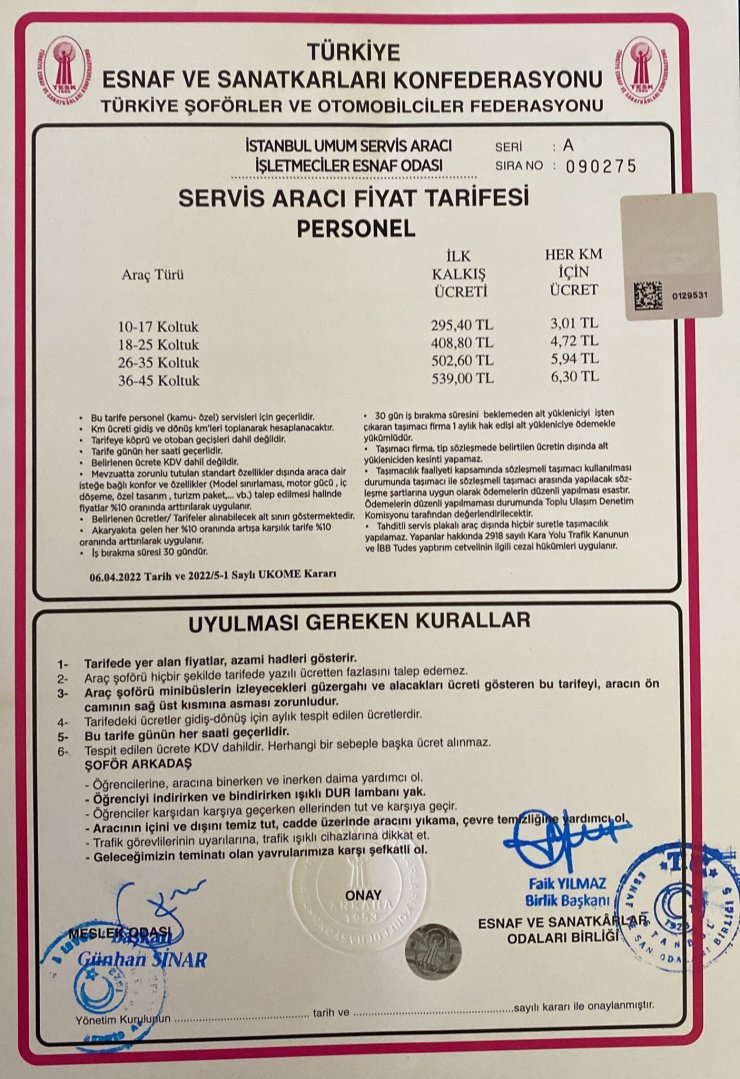 TÜRKİYE
ESNAF VE SANATKARLARI KONFEDERASYONU
TÜRKİYE ŞOFÖRLER VE OTOMOBİLCİLER FEDERASYONU
İSTANBUL UMUM SERVİS ARACI
İŞLETMECİLER ESNAF ODASI
SERİ : A
SIRA NO : 090275
SERVİS ARACI FİYAT TARİFESİ
PERSONEL
Araç Türü
İLK KALKIŞ ÜCRETİ
HER KM İÇİN ÜCRET
0129531
10-17 Koltuk 295,40 TL 3,01 TL
18-25 Koltuk 408,80 TL 4,72 TL
26-35 Koltuk 502,60 TL 5,94 TL
36-45 Koltuk 539,00 TL 6,30 TL
• Bu tarife personel (kamu- özel) servisleri için geçerlidir.
• Km ücreti gidiş ve dönüş km'leri toplanarak hesaplanacaktır.
• Tarifeye köprü ve otoban geçişleri dahil değildir.
• Tarife günün her saati geçerlidir.
• Belirlenen ücrete KDV dahil değildir.
• Mevzuatta zorunlu tutulan standart özellikler dışında araca dair
isteğe bağlı konfor ve özellikler (Model sınırlaması, motor gücü , iç
döşeme, özel tasarım , turizm paket,... vb.) talep edilmesi halinde
fiyatlar %10 oranında arttırılarak uygulanır.
• Belirlenen ücretler/ Tarifeler alınabilecek alt sınırı göstermektedir.
• Akaryakıta gelen her %10 oranında artışa karşılık tarife %10
oranında arttırılarak uygulanır.
• İş bırakma süresi 30 gündür.
• 30 gün iş bırakma süresini beklemeden alt yükleniciyi işten
çıkaran taşımacı firma 1 aylık hak edişi alt yükleniciye ödemekle
yükümlüdür.
• Taşımacı firma, tip sözleşmede belirtilen ücretin dışında alt
yükleniciden kesinti yapamaz.
• Taşımacılık faaliyeti kapsamında sözleşmeli taşımacı kullanılması
durumunda taşımacı ile sözleşmeli taşımacı arasında yapılacak söz-
leşme şartlarına uygun olarak ödemelerin düzenli yapılması esastır.
Ödemelerin düzenli yapılmaması durumunda Toplu Ulaşım Denetim
Komisyonu tarafından değerlendirilecektir.
• Tahditli servis plakalı araç dışında hiçbir suretle taşımacılık
yapılamaz. Yapanlar hakkında 2918 sayılı Kara Yolu Trafik Kanunun
ve İBB Tudes yaptırım cetvelinin ilgili cezai hükümleri uygulanır.
06.04.2022 Tarih ve 2022/5-1 Sayılı UKOME Kararı
UYULMASI GEREKEN KURALLAR
1- Tarifede yer alan fiyatlar, azami hadleri gösterir.
2- Araç şoförü hiçbir şekilde tarifede yazılı ücretten fazlasını talep edemez.
3- Araç şoförü minibüslerin izleyecekleri güzergahı ve alacakları ücreti gösteren bu tarifeyi, aracın ön
camının sağ üst kısmına asması zorunludur.
4- Tarifedeki ücretler gidiş-dönüş için aylık tespit edilen ücretlerdir.
5- Bu tarife günün her saati geçerlidir.
6- Tespit edilen ücrete KDV dahildir. Herhangi bir sebeple başka ücret alınmaz.
ŞOFÖR ARKADAŞ
- Öğrencilerine, aracına binerken ve inerken daima yardımcı ol.
- Öğrenciyi indirirken ve bindirirken ışıklı DUR lambanı yak.
- Öğrenciler karşıdan karşıya geçerken ellerinden tut ve karşıya geçir.
- Aracının içini ve dışını temiz tut, cadde üzerinde aracını yıkama, çevre temizliğine yardımcı ol.
- Trafik görevlilerinin uyarılarına, trafik ışıklı cihazlarına dikkat et.
- Geleceğimizin teminatı olan yavrularımıza karşı şefkatli ol.
ONAY
Faik YILMAZ
Birlik Başkanı
ESNAF VE SANATKÂRLAR
ODALARI BİRLİĞİ
MESLEK ODASI
Başkan
Günhan SİNAR
Yönetim Kurulunun .................... tarih ve .................... sayılı kararı ile onaylanmıştır.